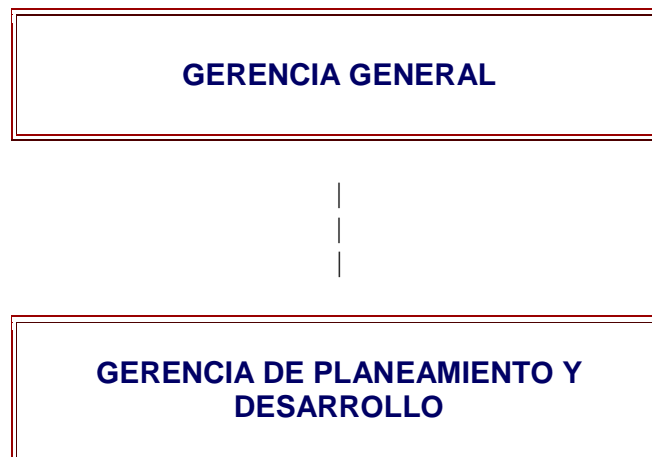 GERENCIA GENERAL
|
|
|
GERENCIA DE PLANEAMIENTO Y
DESARROLLO